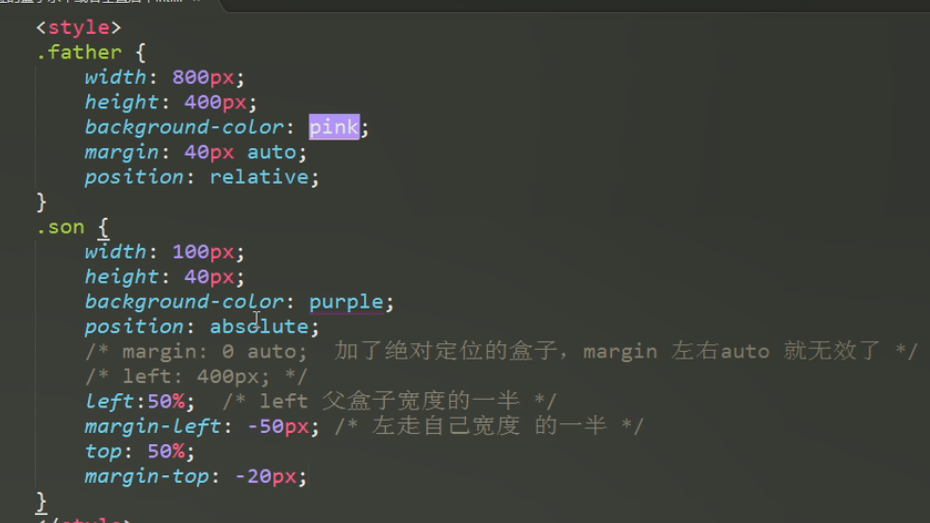 <style>
.father {
width: 800px;
height: 400px;
background-color: pink;
margin: 40px auto;
position: relative;
}
.son {
width: 100px;
height: 40px;
background-color: purple;
position: absolute;
/* margin: 0 auto;  加了绝对定位的盒子，margin 左右auto 就无效了 */
/* left: 400px; */
left:50%;  /* left 父盒子宽度的一半 */
margin-left: -50px; /* 左走自己宽度 的一半 */
top: 50%;
margin-top: -20px;
}
</style>